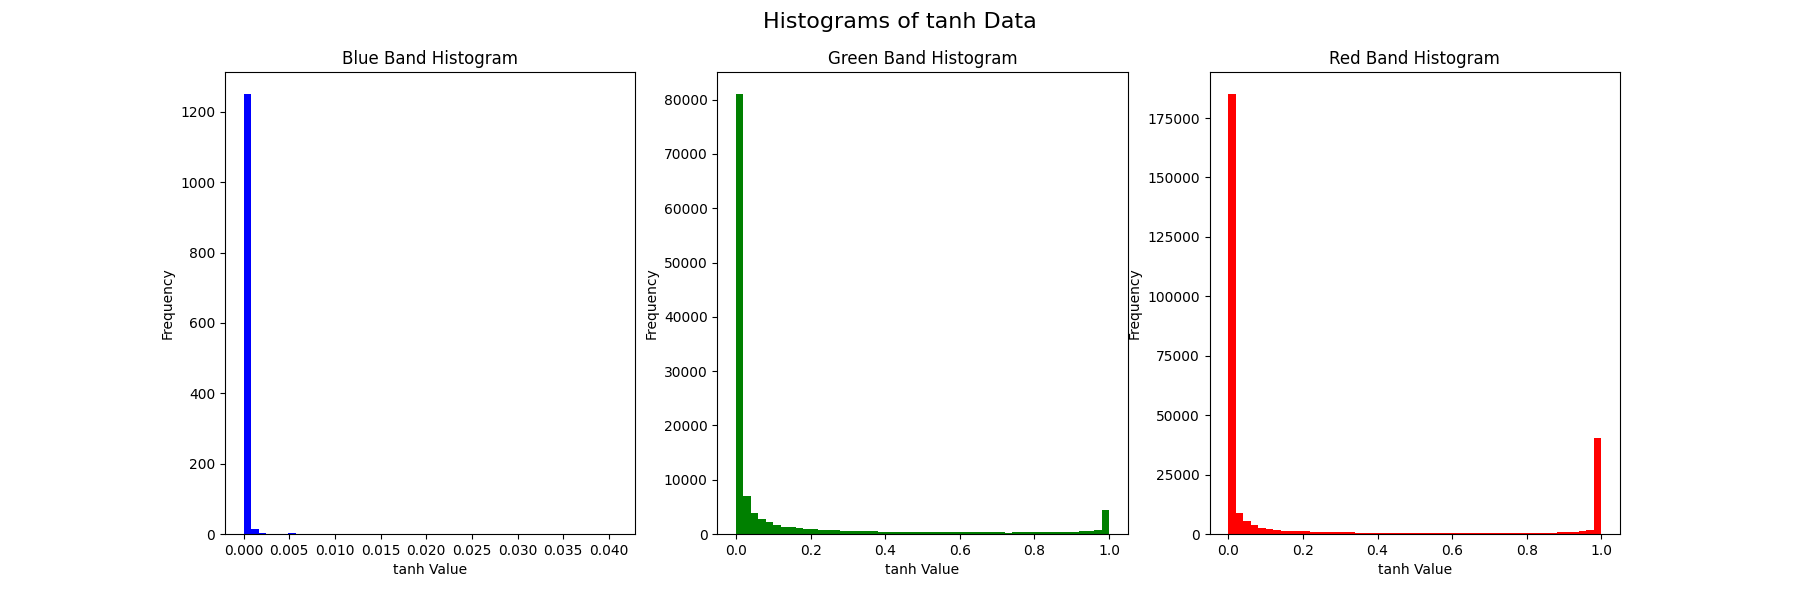 Histograms of tanh Data
Blue Band Histogram
Frequency
1200
1000
800
600
400
200
0
0.000 0.005 0.010 0.015 0.020 0.025 0.030 0.035 0.040
tanh Value
Green Band Histogram
Frequency
80000
70000
60000
50000
40000
30000
20000
10000
0
0.0 0.2 0.4 0.6 0.8 1.0
tanh Value
Red Band Histogram
Frequency
175000
150000
125000
100000
75000
50000
25000
0
0.0 0.2 0.4 0.6 0.8 1.0
tanh Value